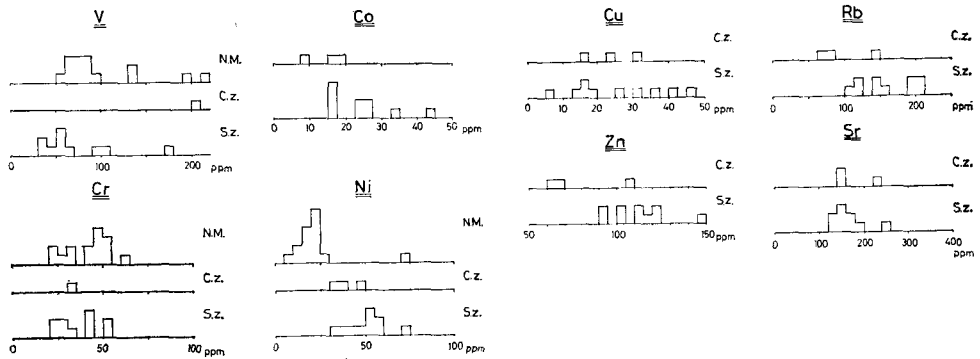 V
N.M.
C.z.
S.z.
0 100 200 ppm
Co
0 10 20 30 40 50 ppm
Cu
C.z.
S.z.
0 10 20 30 40 50 ppm
Rb
C.z.
S.z.
0 100 200 ppm
Cr
N.M.
C.z.
S.z.
0 50 100 ppm
Ni
N.M.
C.z.
S.z.
0 50 100 ppm
Zn
C.z.
S.z.
50 100 150 ppm
Sr
C.z.
S.z.
0 100 200 300 400 ppm